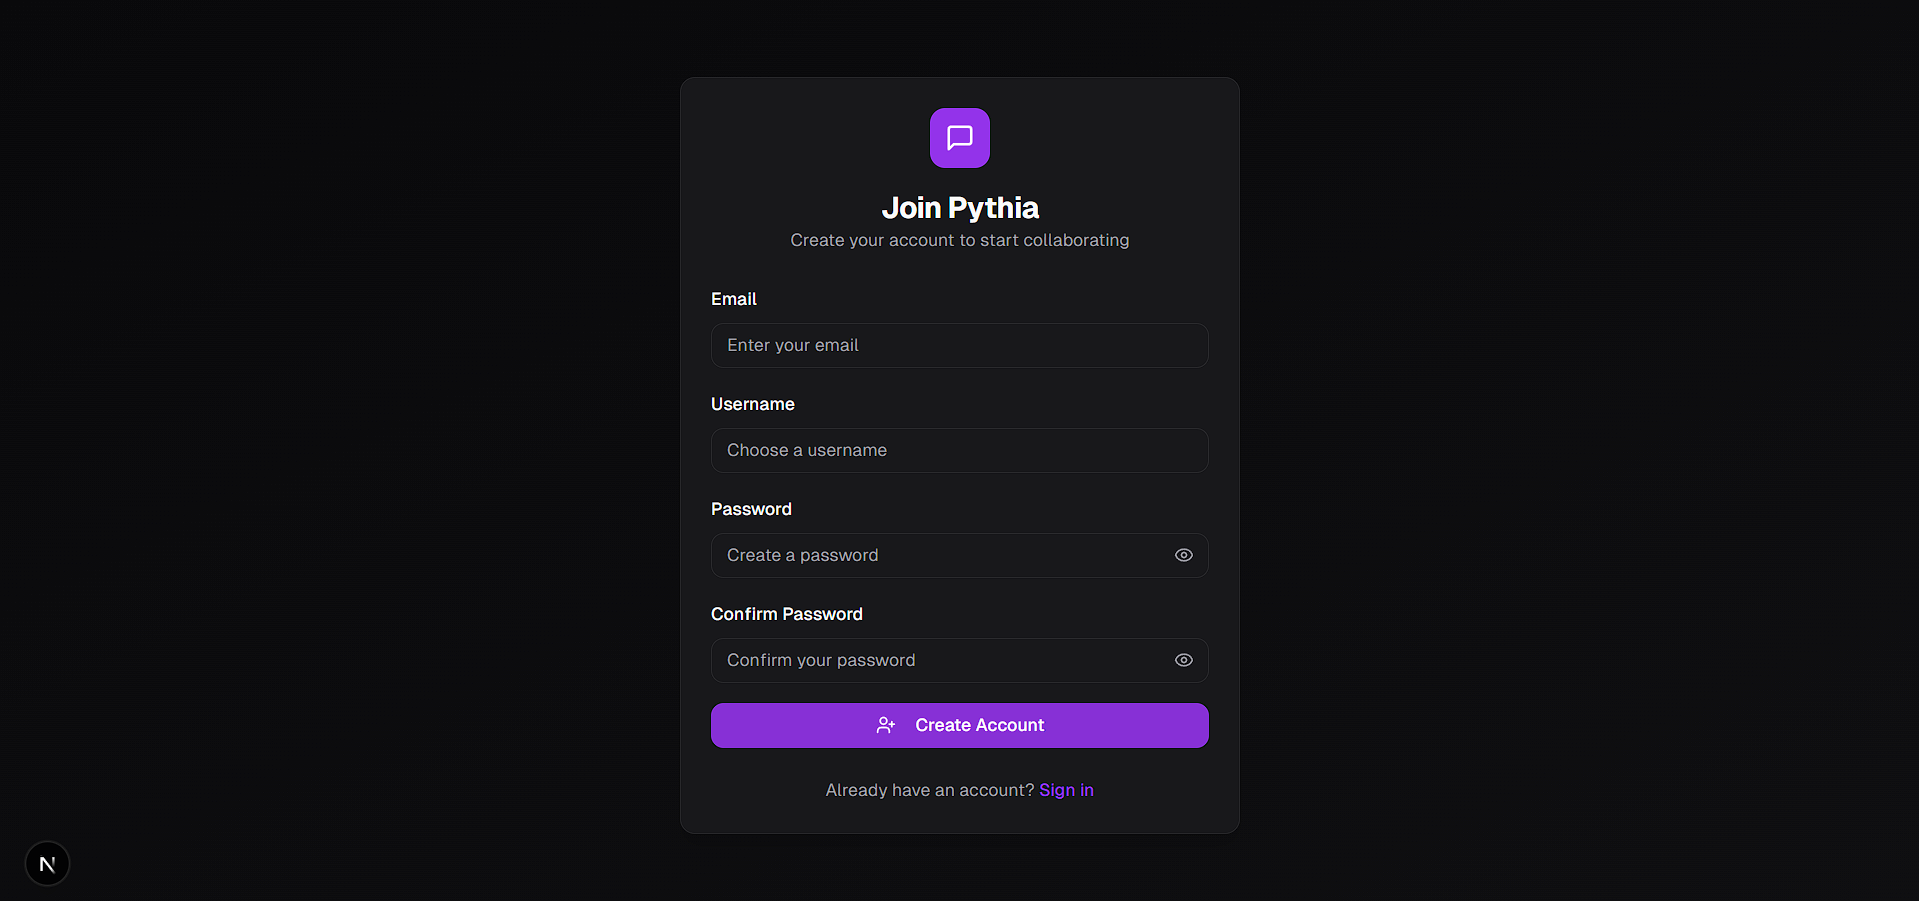 Join Pythia
Create your account to start collaborating
Email
Enter your email
Username
Choose a username
Password
Create a password
Confirm Password
Confirm your password
Create Account
Already have an account? Sign in
N